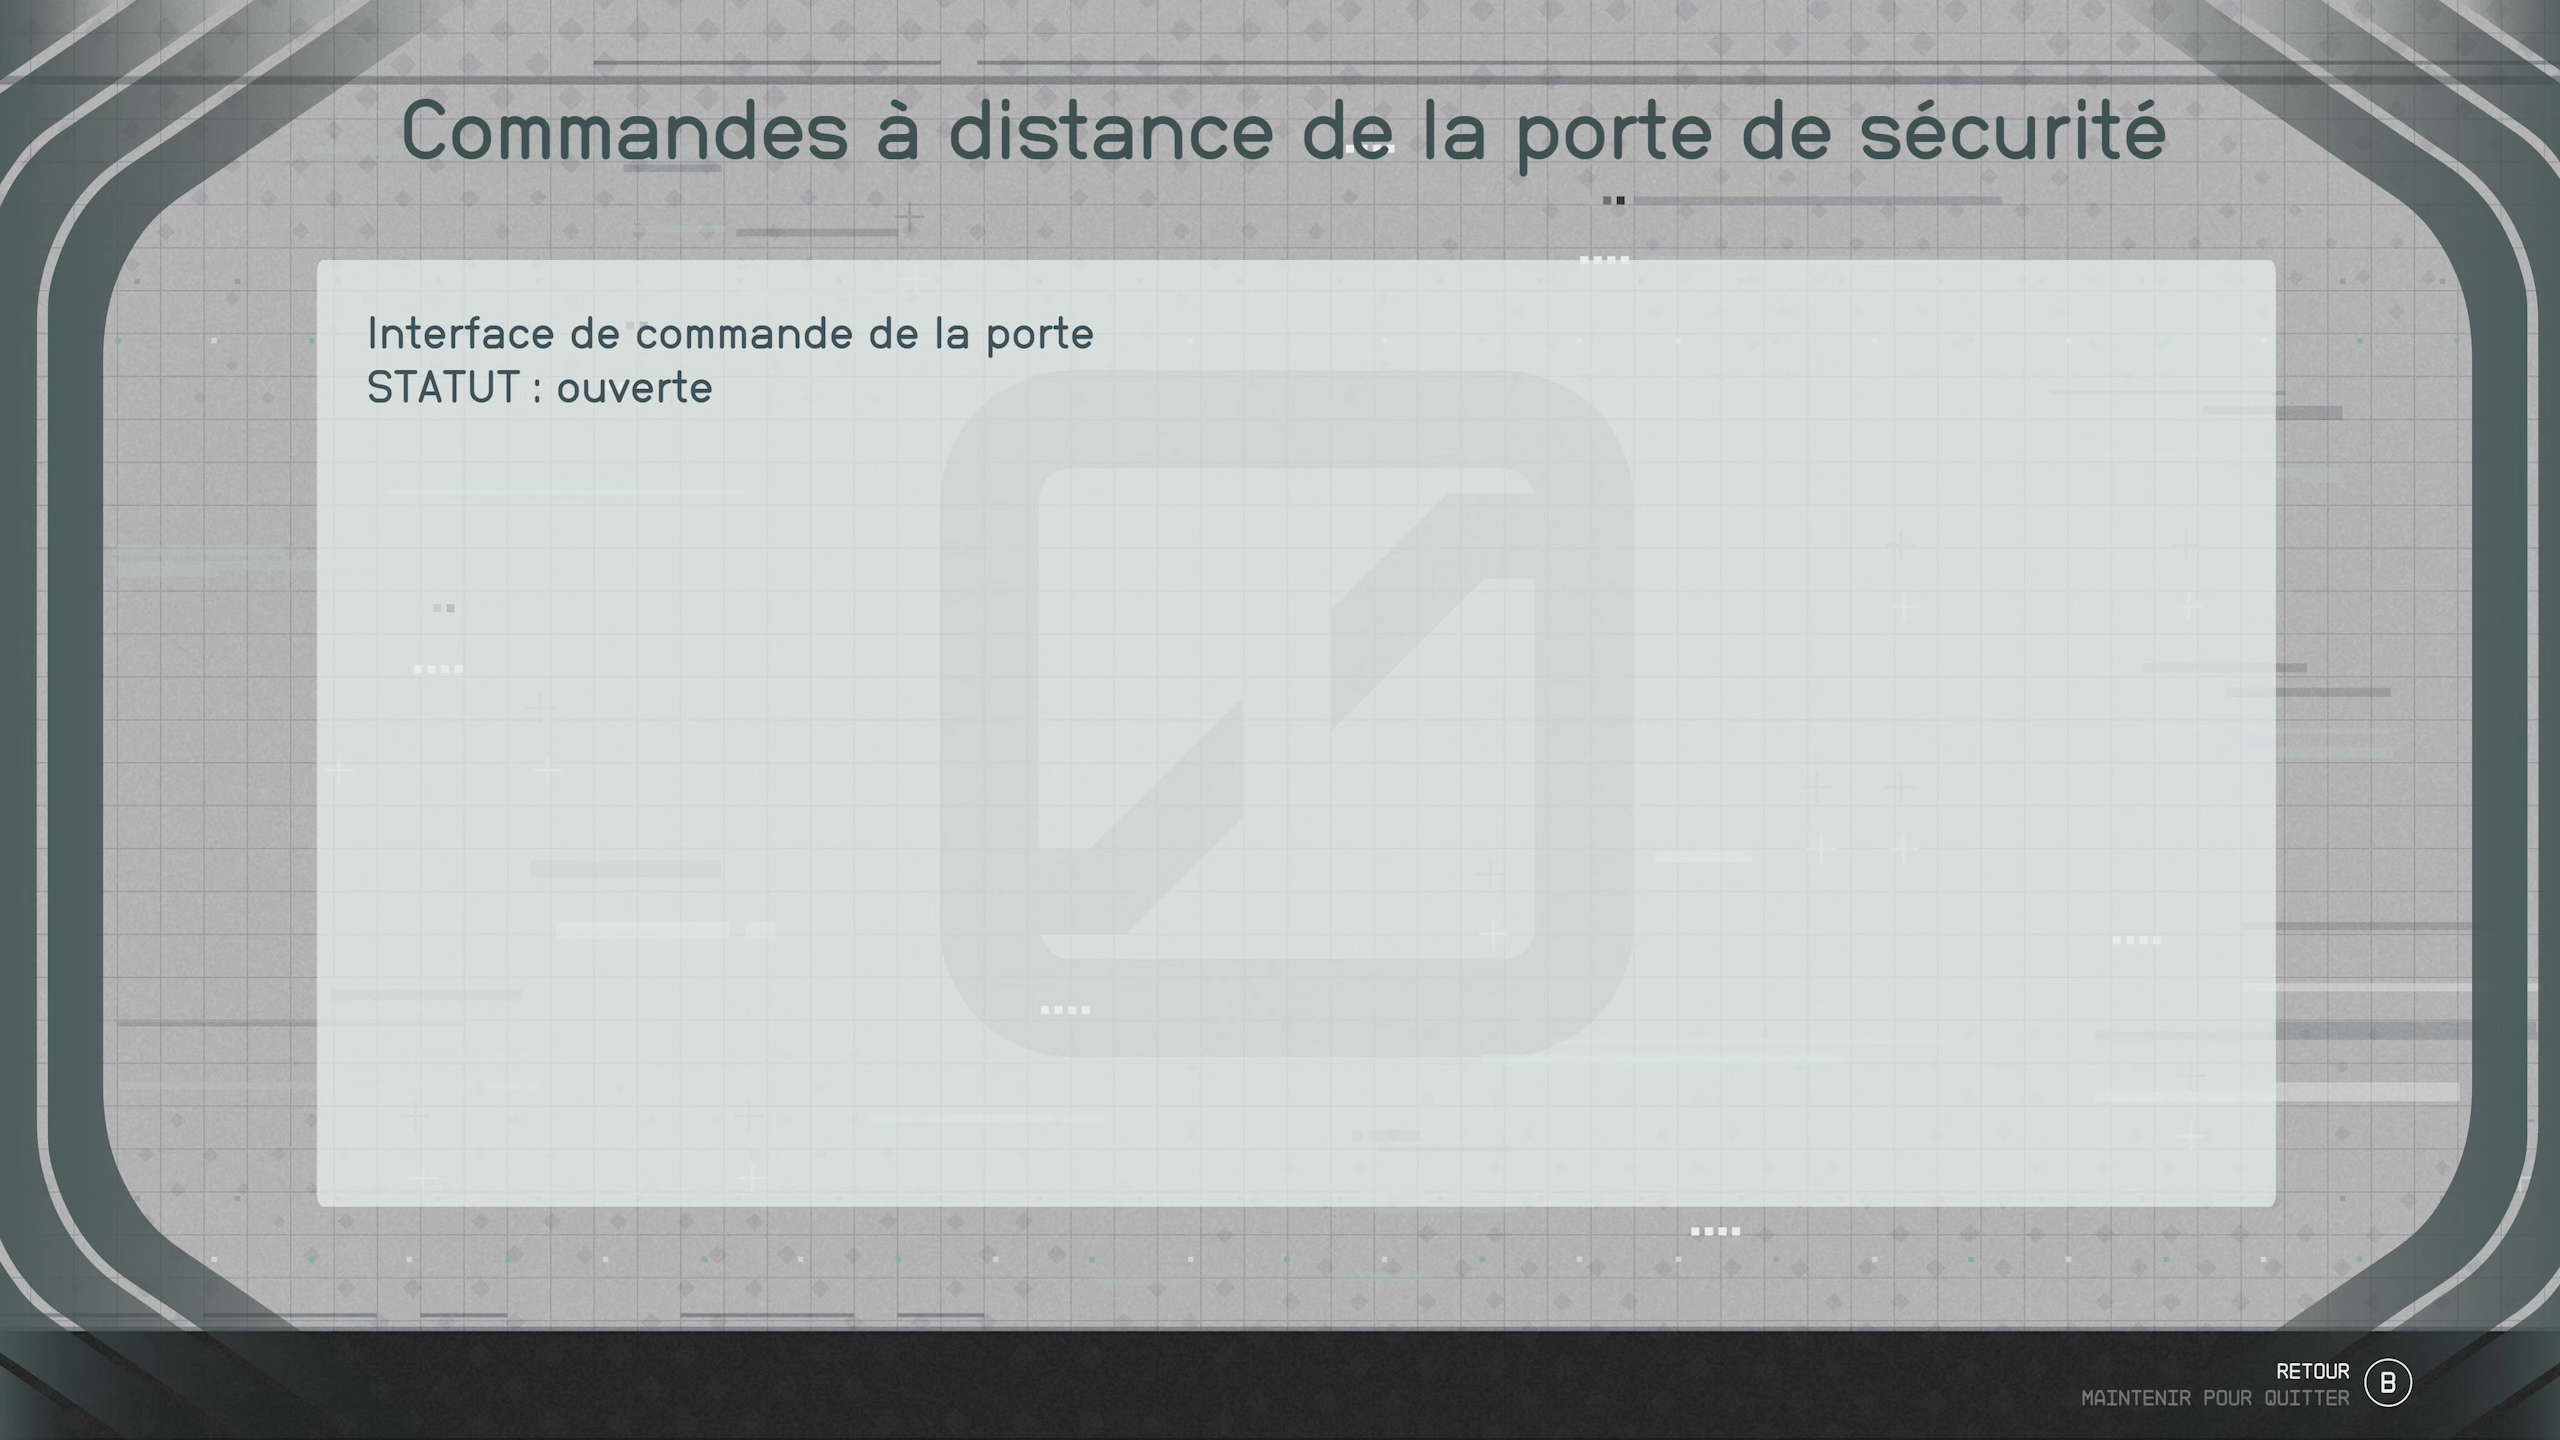 Commandes à distance de la porte de sécurité
Interface de commande de la porte
STATUT : ouverte
RETOUR
MAINTENIR POUR QUITTER
B